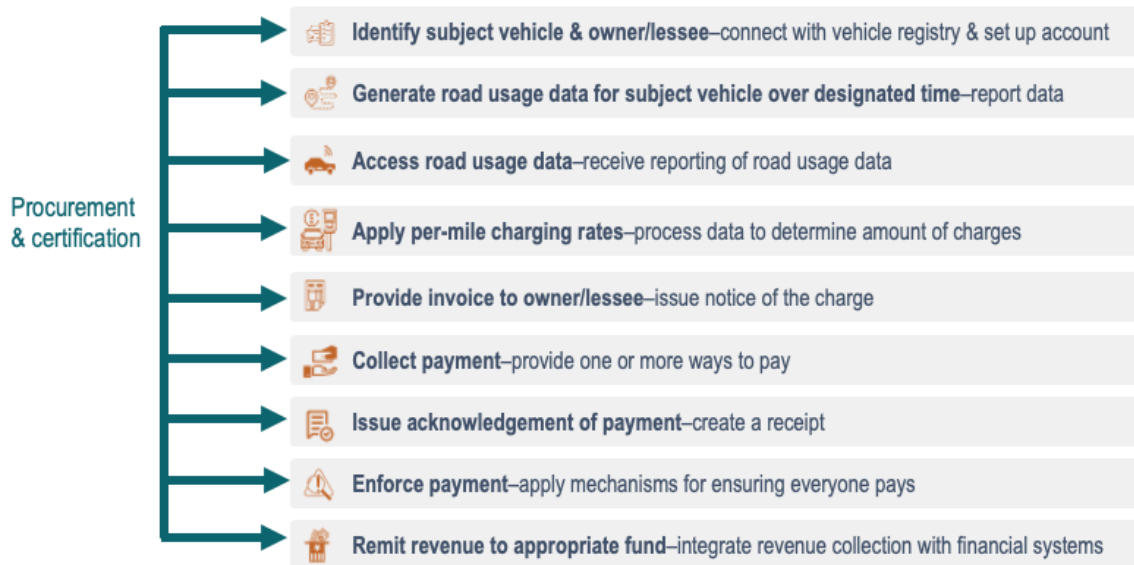 Procurement
& certification
Identify subject vehicle & owner/lessee–connect with vehicle registry & set up account
Generate road usage data for subject vehicle over designated time–report data
Access road usage data–receive reporting of road usage data
Apply per-mile charging rates–process data to determine amount of charges
Provide invoice to owner/lessee–issue notice of the charge
Collect payment–provide one or more ways to pay
Issue acknowledgement of payment–create a receipt
Enforce payment–apply mechanisms for ensuring everyone pays
Remit revenue to appropriate fund–integrate revenue collection with financial systems